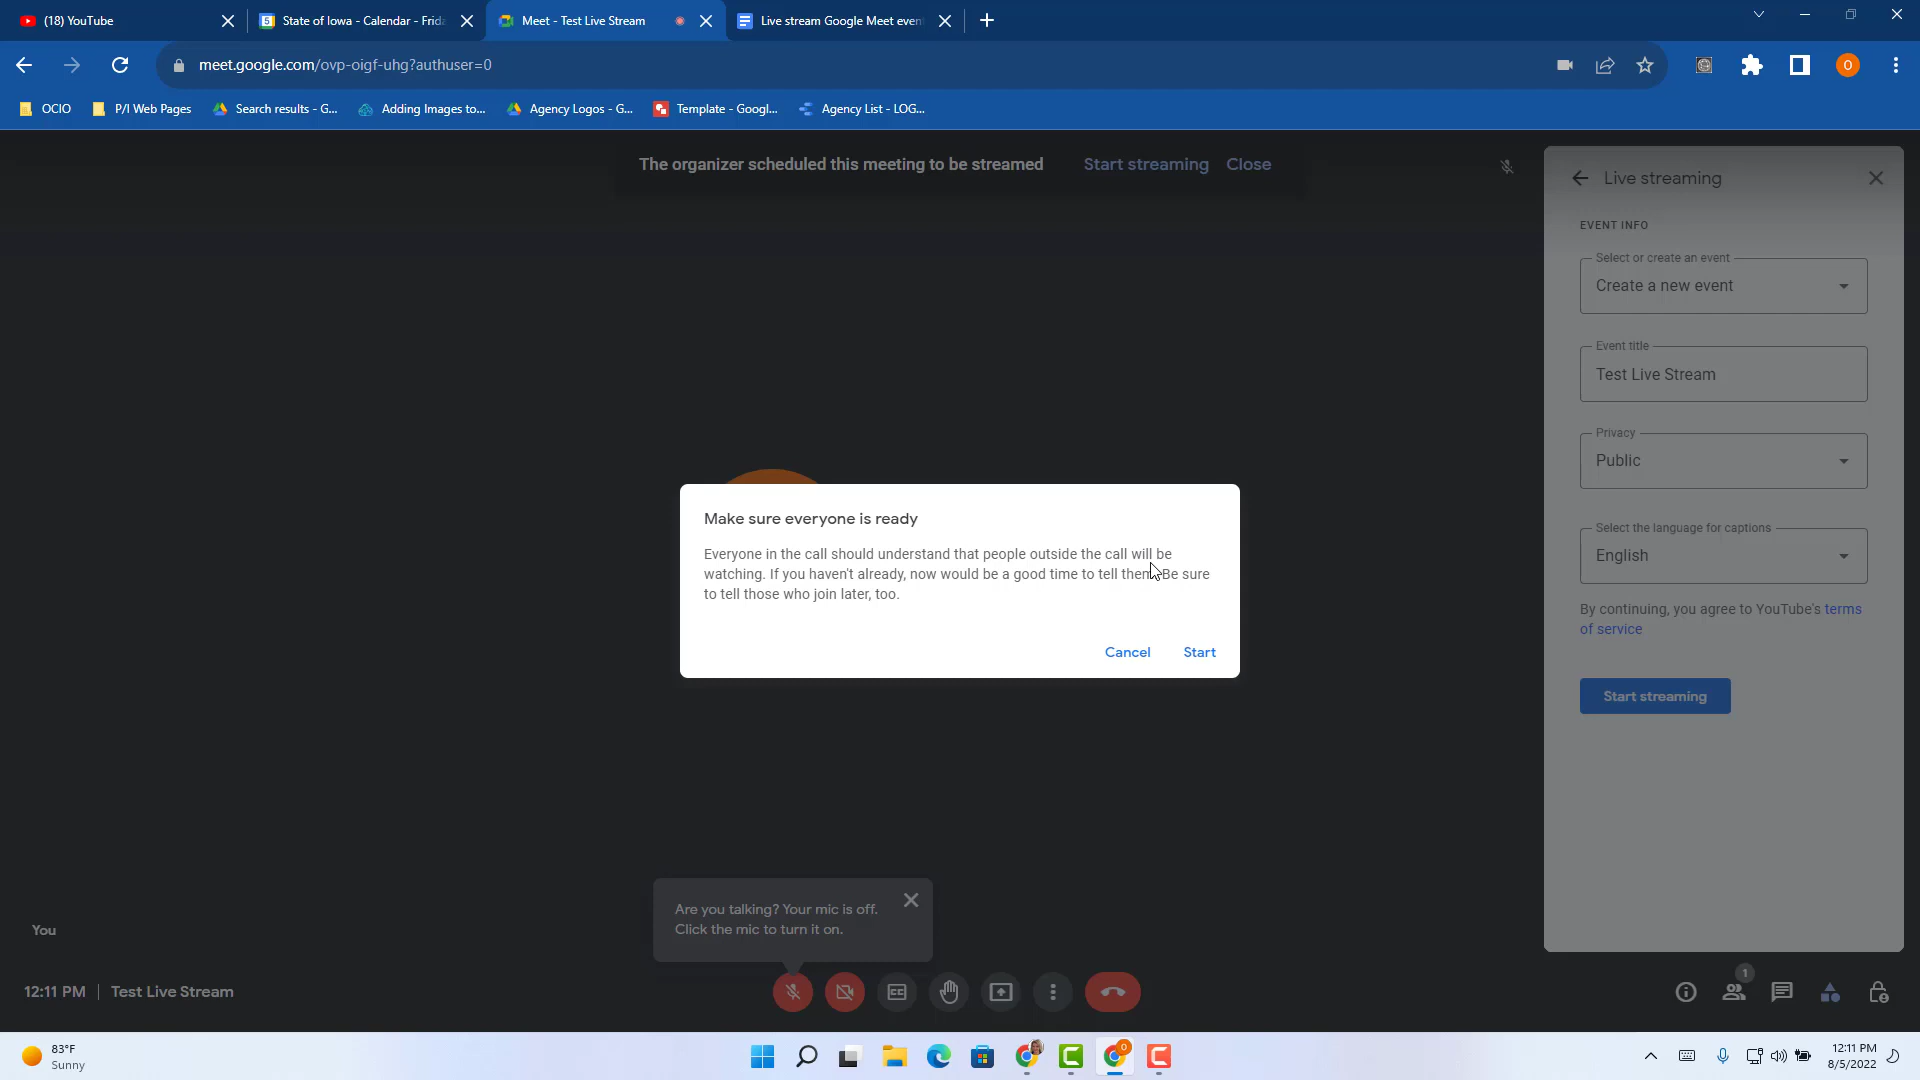 (18) YouTube
State of Iowa - Calendar - Frida
Meet - Test Live Stream
Live stream Google Meet even
meet.google.com/ovp-oigf-uhg?authuser=0
O
OCIO
P/I Web Pages
Search results - G...
Adding Images to...
Agency Logos - G...
Template - Googl...
Agency List - LOG...
The organizer scheduled this meeting to be streamed
Start streaming
Close
Live streaming
EVENT INFO
Select or create an event
Create a new event
Event title
Test Live Stream
Privacy
Public
Select the language for captions
English
By continuing, you agree to YouTube's terms
of service
Start streaming
Make sure everyone is ready
Everyone in the call should understand that people outside the call will be
watching. If you haven't already, now would be a good time to tell them. Be sure
to tell those who join later, too.
Cancel
Start
Are you talking? Your mic is off.
Click the mic to turn it on.
You
12:11 PM | Test Live Stream
1
83°F
Sunny
12:11 PM
8/5/2022